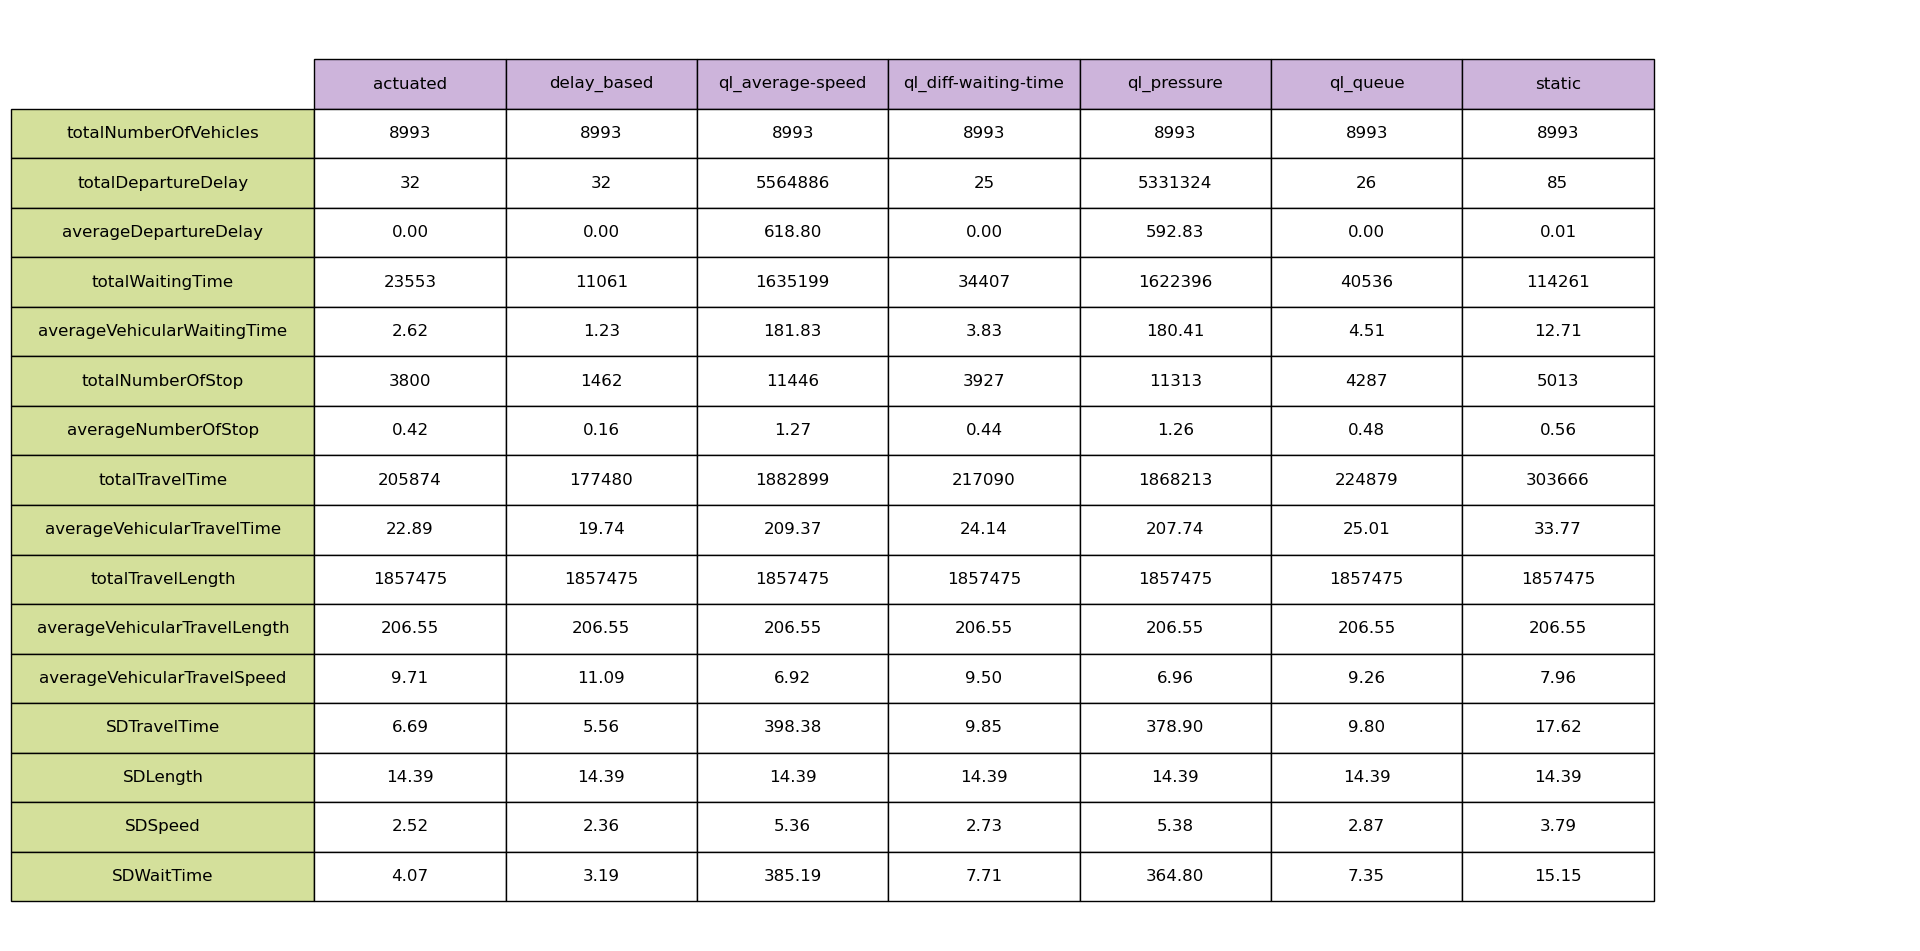 actuated delay_based ql_average-speed ql_diff-waiting-time ql_pressure ql_queue static
totalNumberOfVehicles 8993 8993 8993 8993 8993 8993 8993
totalDepartureDelay 32 32 5564886 25 5331324 26 85
averageDepartureDelay 0.00 0.00 618.80 0.00 592.83 0.00 0.01
totalWaitingTime 23553 11061 1635199 34407 1622396 40536 114261
averageVehicularWaitingTime 2.62 1.23 181.83 3.83 180.41 4.51 12.71
totalNumberOfStop 3800 1462 11446 3927 11313 4287 5013
averageNumberOfStop 0.42 0.16 1.27 0.44 1.26 0.48 0.56
totalTravelTime 205874 177480 1882899 217090 1868213 224879 303666
averageVehicularTravelTime 22.89 19.74 209.37 24.14 207.74 25.01 33.77
totalTravelLength 1857475 1857475 1857475 1857475 1857475 1857475 1857475
averageVehicularTravelLength 206.55 206.55 206.55 206.55 206.55 206.55 206.55
averageVehicularTravelSpeed 9.71 11.09 6.92 9.50 6.96 9.26 7.96
SDTravelTime 6.69 5.56 398.38 9.85 378.90 9.80 17.62
SDLength 14.39 14.39 14.39 14.39 14.39 14.39 14.39
SDSpeed 2.52 2.36 5.36 2.73 5.38 2.87 3.79
SDWaitTime 4.07 3.19 385.19 7.71 364.80 7.35 15.15